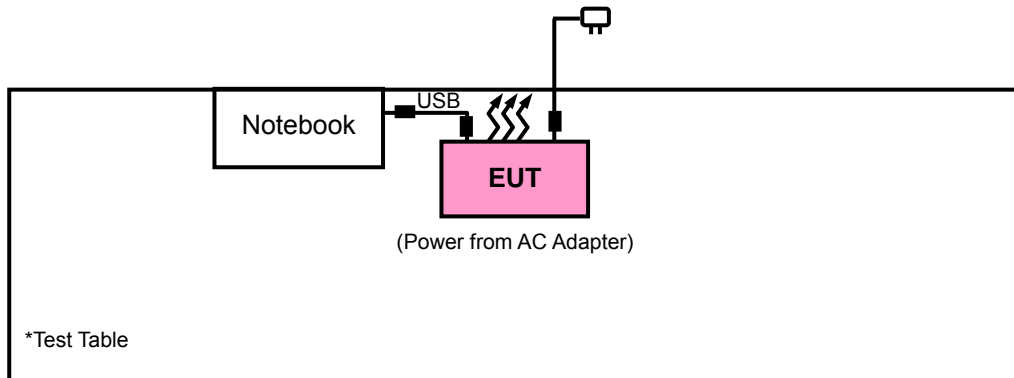 USB
Notebook
EUT
(Power from AC Adapter)
*Test Table